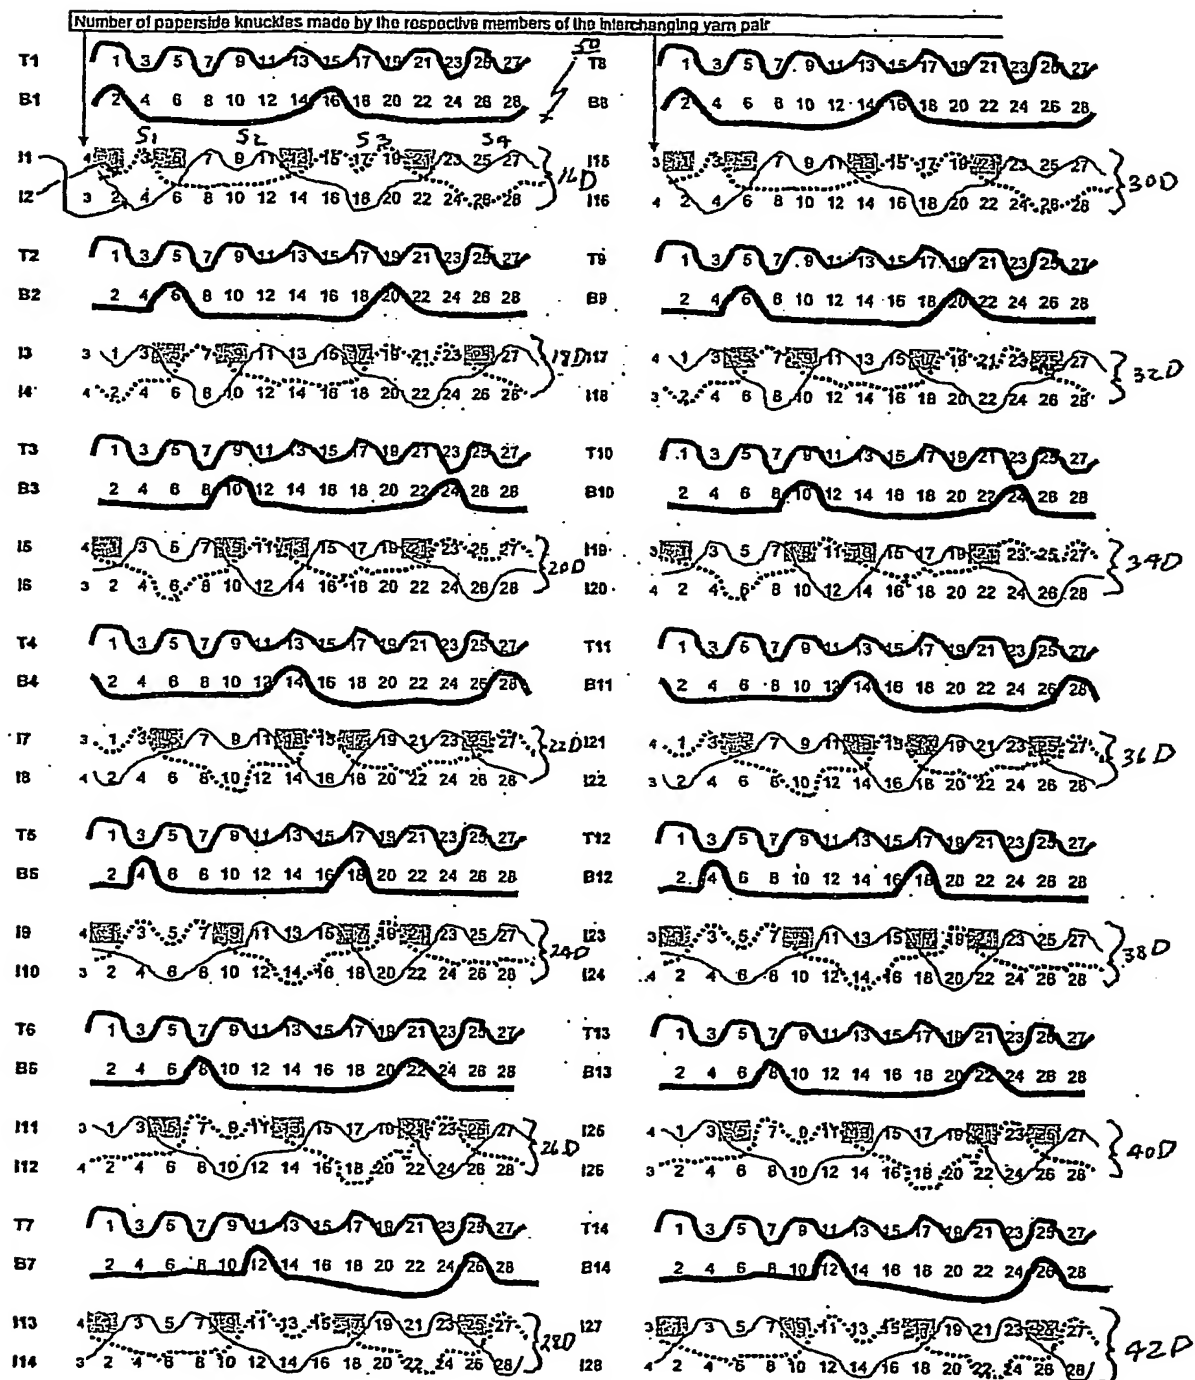 Number of paperside knuckles made by the respective members of the interchanging yarn pair
50
T1 1 3 5 7 9 11 13 15 17 19 21 23 25 27 T8 1 3 5 7 9 11 13 15 17 19 21 23 25 27
B1 2 4 6 8 10 12 14 16 18 20 22 24 26 28 B8 2 4 6 8 10 12 14 16 18 20 22 24 26 28
S1 S2 S3 S4
I1 4 3 7 9 11 15 17 19 23 25 27 16D I15 3 3 7 9 11 15 17 19 23 25 27 30D
I2 3 2 4 6 8 10 12 14 16 18 20 22 24 26 28 I16 4 2 4 6 8 10 12 14 16 18 20 22 24 26 28
T2 1 3 5 7 9 11 13 15 17 19 21 23 25 27 T9 1 3 5 7 9 11 13 15 17 19 21 23 25 27
B2 2 4 6 8 10 12 14 16 18 20 22 24 26 28 B9 2 4 6 8 10 12 14 16 18 20 22 24 26 28
I3 3 1 3 7 11 13 15 19 21 23 27 18D I17 4 1 3 7 11 13 15 19 21 23 27 32D
I4 4 2 4 6 8 10 12 14 16 18 20 22 24 26 28 I18 3 2 4 6 8 10 12 14 16 18 20 22 24 26 28
T3 1 3 5 7 9 11 13 15 17 19 21 23 25 27 T10 1 3 5 7 9 11 13 15 17 19 21 23 25 27
B3 2 4 6 8 10 12 14 16 18 20 22 24 26 28 B10 2 4 6 8 10 12 14 16 18 20 22 24 26 28
I5 4 3 5 7 11 15 17 19 23 25 27 20D I19 3 3 5 7 11 15 17 19 23 25 27 34D
I6 3 2 4 6 8 10 12 14 16 18 20 22 24 26 28 I20 4 2 4 6 8 10 12 14 16 18 20 22 24 26 28
T4 1 3 5 7 9 11 13 15 17 19 21 23 25 27 T11 1 3 5 7 9 11 13 15 17 19 21 23 25 27
B4 2 4 6 8 10 12 14 16 18 20 22 24 26 28 B11 2 4 6 8 10 12 14 16 18 20 22 24 26 28
I7 3 1 3 7 9 11 15 19 21 23 27 22D I21 4 1 3 7 9 11 15 19 21 23 27 36D
I8 4 2 4 6 8 10 12 14 16 18 20 22 24 26 28 I22 3 2 4 6 8 10 12 14 16 18 20 22 24 26 28
T5 1 3 5 7 9 11 13 15 17 19 21 23 25 27 T12 1 3 5 7 9 11 13 15 17 19 21 23 25 27
B5 2 4 6 8 10 12 14 16 18 20 22 24 26 28 B12 2 4 6 8 10 12 14 16 18 20 22 24 26 28
I9 4 3 5 7 11 13 15 19 23 25 27 24D I23 3 3 5 7 11 13 15 19 23 25 27 38D
I10 3 2 4 6 8 10 12 14 16 18 20 22 24 26 28 I24 4 2 4 6 8 10 12 14 16 18 20 22 24 26 28
T6 1 3 5 7 9 11 13 15 17 19 21 23 25 27 T13 1 3 5 7 9 11 13 15 17 19 21 23 25 27
B6 2 4 6 8 10 12 14 16 18 20 22 24 26 28 B13 2 4 6 8 10 12 14 16 18 20 22 24 26 28
I11 3 1 3 7 9 11 15 17 19 23 27 26D I25 4 1 3 7 9 11 15 17 19 23 27 40D
I12 4 2 4 6 8 10 12 14 16 18 20 22 24 26 28 I26 3 2 4 6 8 10 12 14 16 18 20 22 24 26 28
T7 1 3 5 7 9 11 13 15 17 19 21 23 25 27 T14 1 3 5 7 9 11 13 15 17 19 21 23 25 27
B7 2 4 6 8 10 12 14 16 18 20 22 24 26 28 B14 2 4 6 8 10 12 14 16 18 20 22 24 26 28
I13 4 3 5 7 11 13 15 19 21 23 27 28D I27 3 3 5 7 11 13 15 19 21 23 27 42D
I14 3 2 4 6 8 10 12 14 16 18 20 22 24 26 28 I28 4 2 4 6 8 10 12 14 16 18 20 22 24 26 28